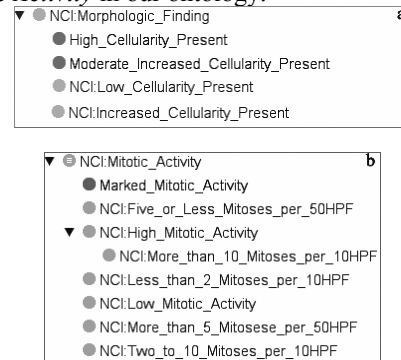 Activity in our ontology.
NCI:Morphologic_Finding
a
High_Cellularity_Present
Moderate_Increased_Cellularity_Present
NCI:Low_Cellularity_Present
NCI:Increased_Cellularity_Present
NCI:Mitotic_Activity b
Marked_Mitotic_Activity
NCI:Five_or_Less_Mitoses_per_50HPF
NCI:High_Mitotic_Activity
NCI:More_than_10_Mitoses_per_10HPF
NCI:Less_than_2_Mitoses_per_10HPF
NCI:Low_Mitotic_Activity
NCI:More_than_5_Mitosese_per_50HPF
NCI:Two_to_10_Mitoses_per_10HPF